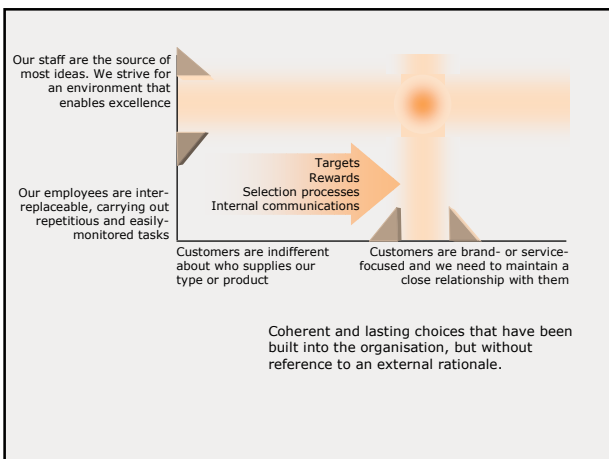 Our staff are the source of
most ideas. We strive for
an environment that
enables excellence
Targets
Rewards
Selection processes
Internal communications
Our employees are inter-
replaceable, carrying out
repetitious and easily-
monitored tasks
Customers are indifferent
about who supplies our
type or product
Customers are brand- or service-
focused and we need to maintain a
close relationship with them
Coherent and lasting choices that have been
built into the organisation, but without
reference to an external rationale.